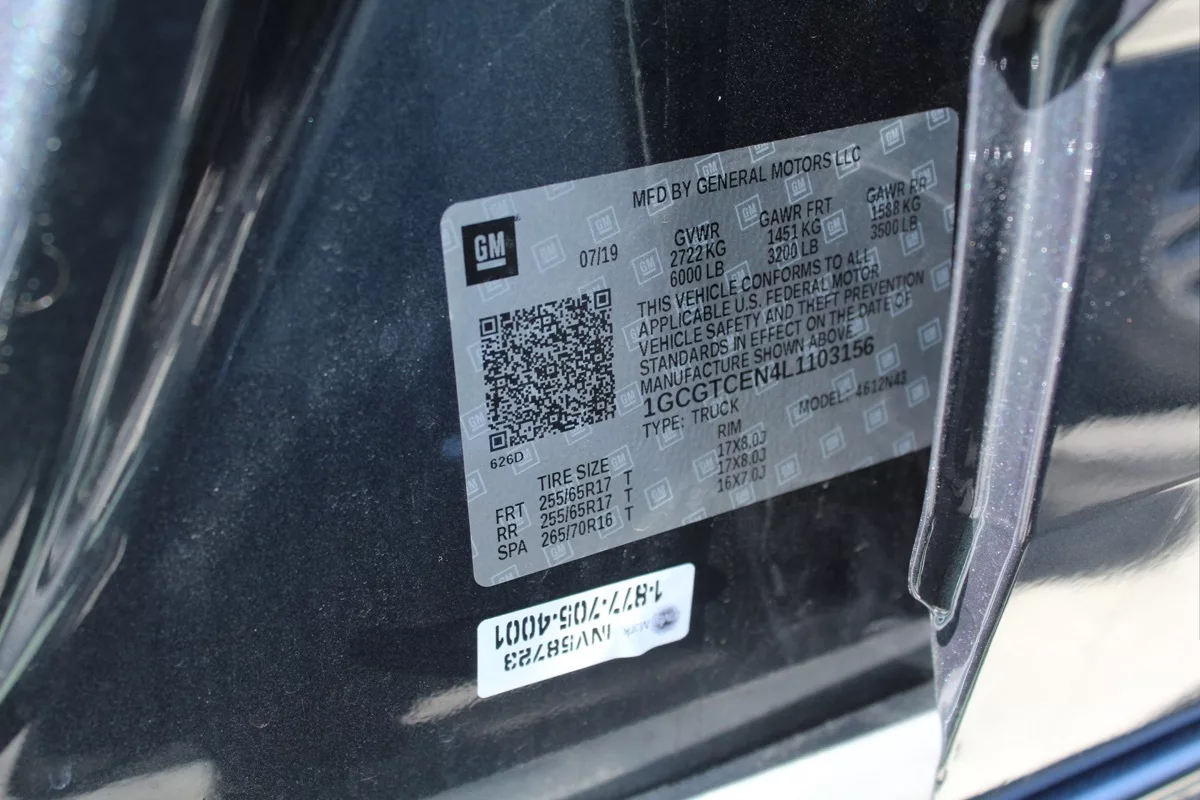 MFD BY GENERAL MOTORS LLC
GM
07/19
GVWR GAWR FRT GAWR RR
2722KG 1451 KG 1588 KG
6000 LB 3200 LB 3500 LB
THIS VEHICLE CONFORMS TO ALL
APPLICABLE U.S. FEDERAL MOTOR
VEHICLE SAFETY AND THEFT PREVENTION
STANDARDS IN EFFECT ON THE DATE OF
MANUFACTURE SHOWN ABOVE
1GCGTCEN4L1103156
TYPE: TRUCK MODEL: 4612N43
626D
TIRE SIZE RIM
FRT 255/65R17 T 17X8.0J
RR 255/65R17 T 17X8.0J
SPA 265/70R16 T 16X7.0J
INV58723
1-877-705-4001